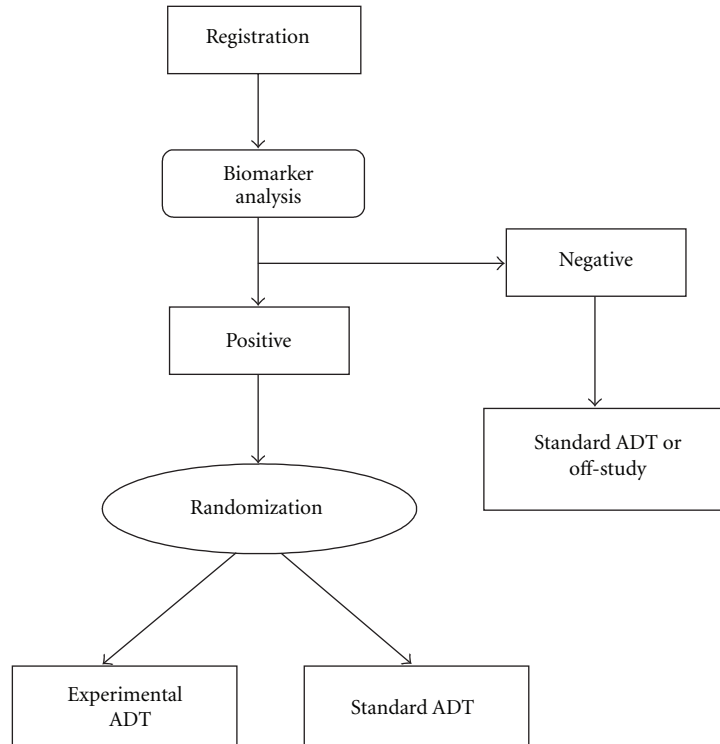 Registration
Biomarker
analysis
Negative
Positive
Standard ADT or
off-study
Randomization
Experimental
ADT
Standard ADT